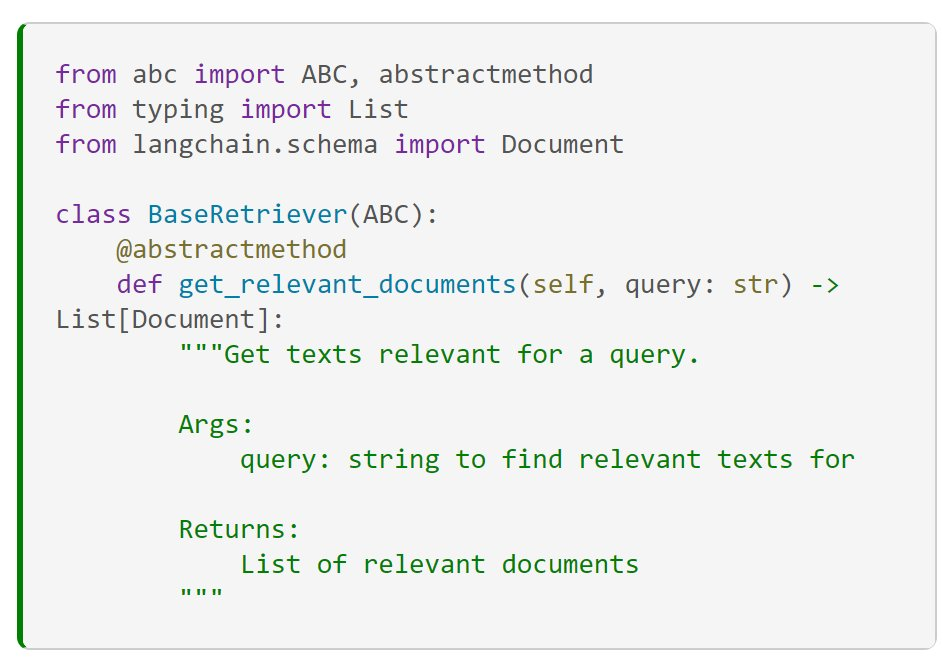 from abc import ABC, abstractmethod
from typing import List
from langchain.schema import Document

class BaseRetriever(ABC):
    @abstractmethod
    def get_relevant_documents(self, query: str) ->
List[Document]:
        """Get texts relevant for a query.

        Args:
            query: string to find relevant texts for

        Returns:
            List of relevant documents
        """